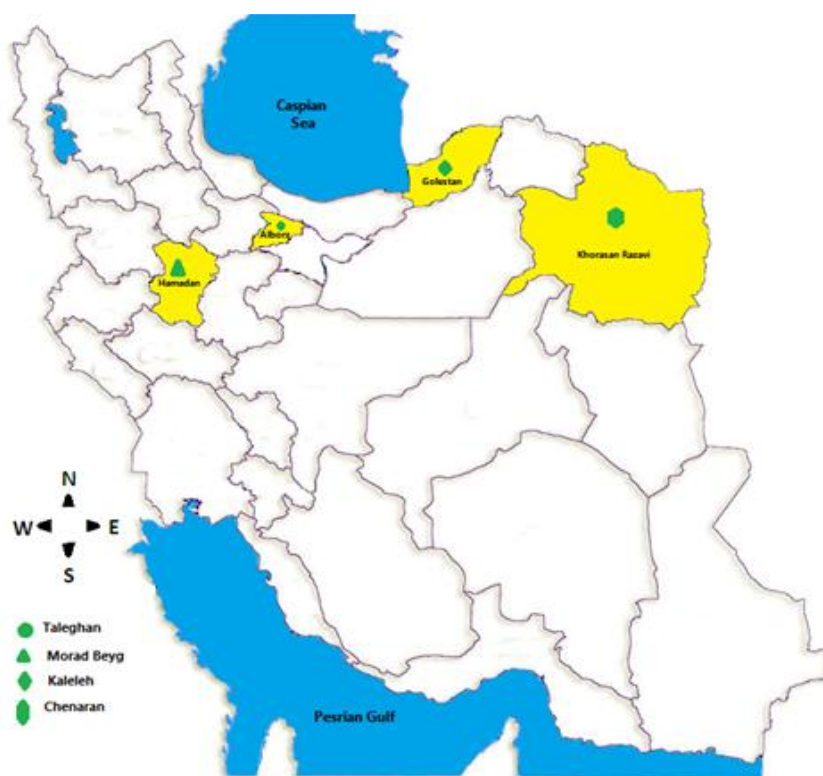 Caspian
Sea
Golestan
Khorasan Razavi
Alborz
Hamadan
N
W E
S
Taleghan
Morad Beyg
Kaleleh
Chenaran
Pesrian Gulf